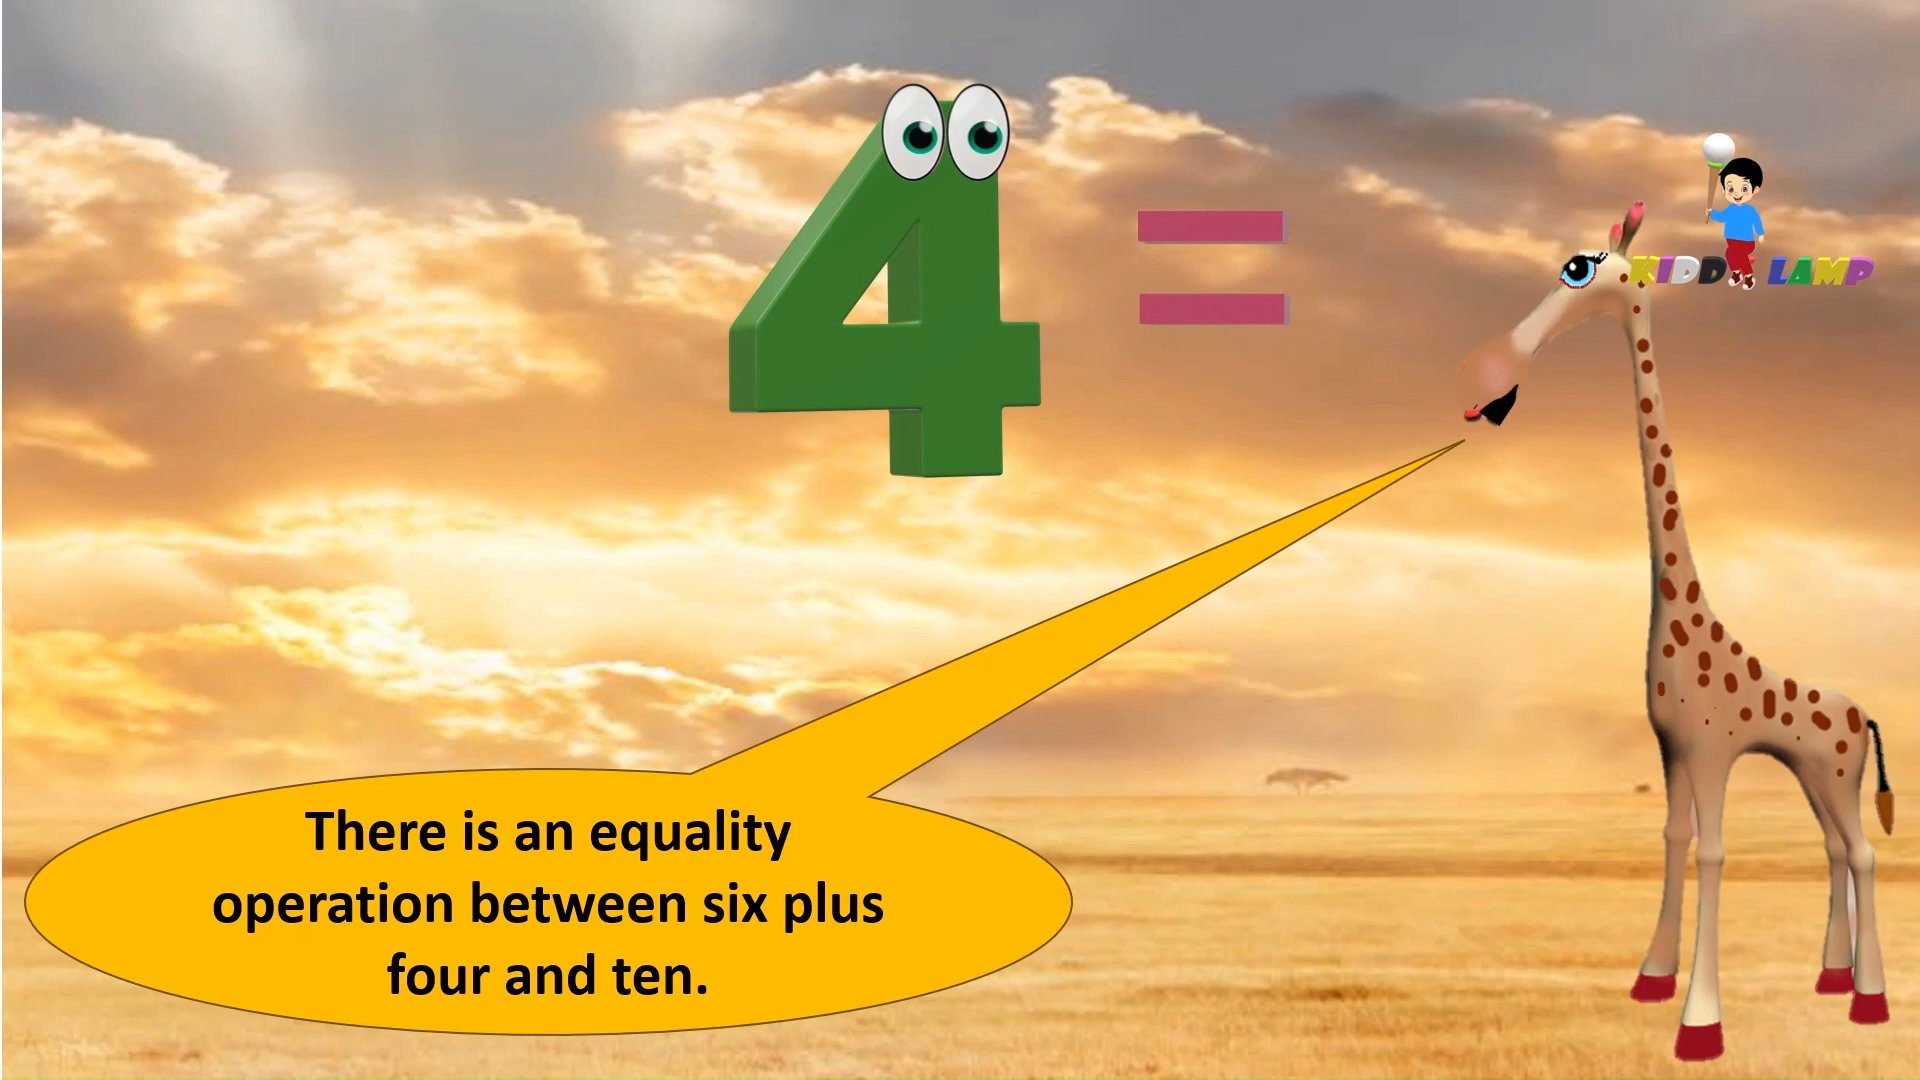 4 =
KIDDY LAMP
There is an equality
operation between six plus
four and ten.